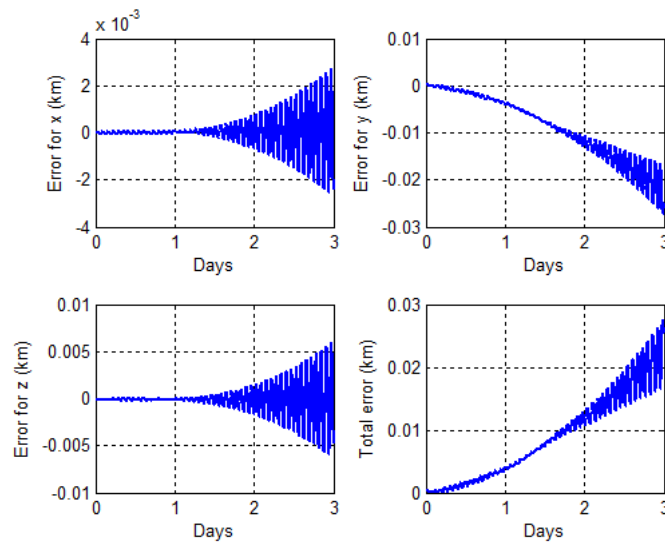 x 10-3
4
2
0
-2
-4
Error for x (km)
0 1 2 3
Days
0.01
0
-0.01
-0.02
-0.03
Error for y (km)
0 1 2 3
Days
0.01
0.005
0
-0.005
-0.01
Error for z (km)
0 1 2 3
Days
0.03
0.02
0.01
0
Total error (km)
0 1 2 3
Days